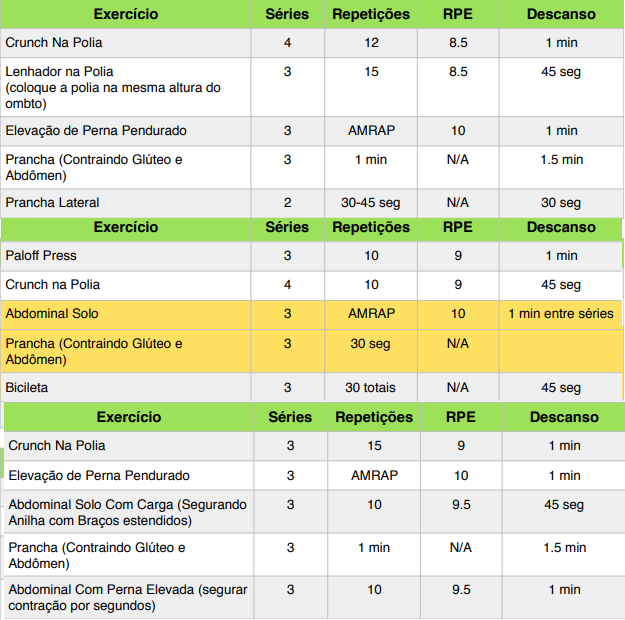 Exercício Séries Repetições RPE Descanso
Crunch Na Polia 4 12 8.5 1 min
Lenhador na Polia 3 15 8.5 45 seg
(coloque a polia na mesma altura do
ombto)
Elevação de Perna Pendurado 3 AMRAP 10 1 min
Prancha (Contraindo Glúteo e 3 1 min N/A 1.5 min
Abdômen)
Prancha Lateral 2 30-45 seg N/A 30 seg
Exercício Séries Repetições RPE Descanso
Paloff Press 3 10 9 1 min
Crunch na Polia 4 10 9 45 seg
Abdominal Solo 3 AMRAP 10 1 min entre séries
Prancha (Contraindo Glúteo e 3 30 seg N/A
Abdômen)
Bicileta 3 30 totais N/A 45 seg
Exercício Séries Repetições RPE Descanso
Crunch Na Polia 3 15 9 1 min
Elevação de Perna Pendurado 3 AMRAP 10 1 min
Abdominal Solo Com Carga (Segurando 3 10 9.5 45 seg
Anilha com Braços estendidos)
Prancha (Contraindo Glúteo e 3 1 min N/A 1.5 min
Abdômen)
Abdominal Com Perna Elevada (segurar 3 10 9.5 1 min
contração por segundos)